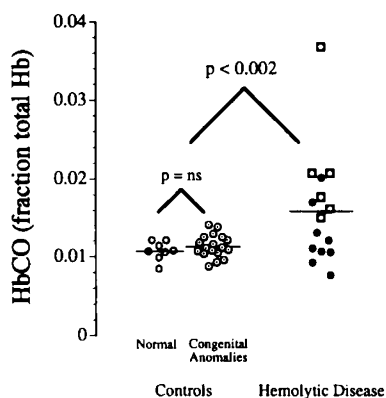 HbCO (fraction total Hb)
0.04
0.03
0.02
0.01
0
p < 0.002
p = ns
Normal
Congenital
Anomalies
Controls
Hemolytic Disease